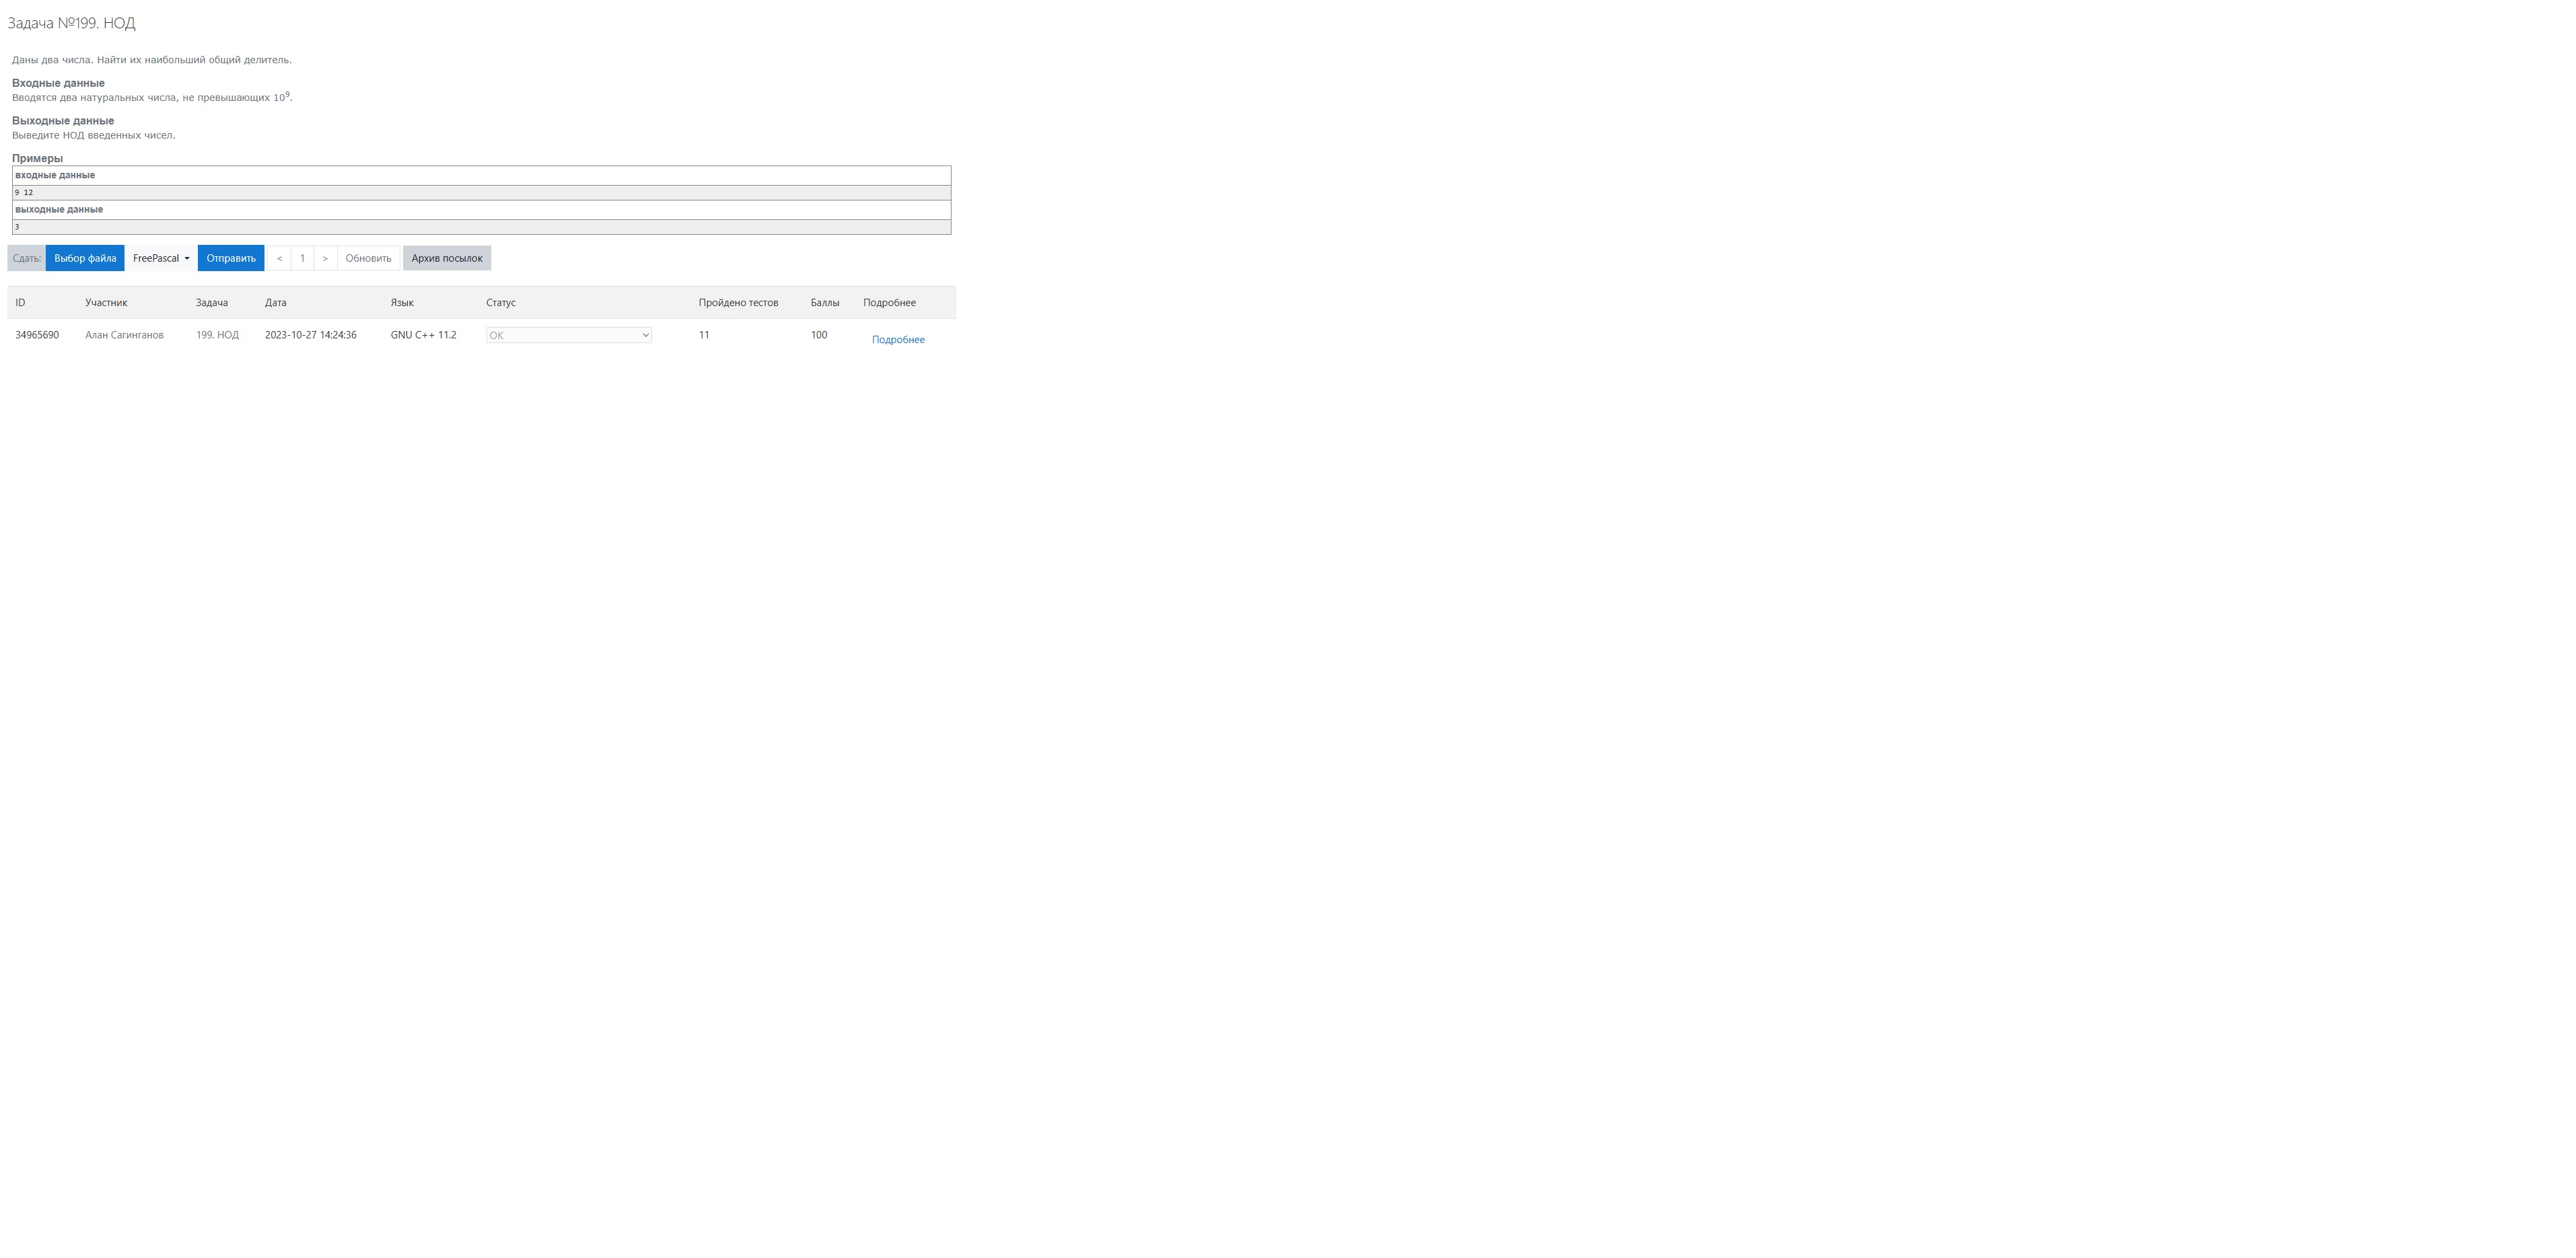 Задача №199. НОД
Даны два числа. Найти их наибольший общий делитель.
Входные данные
Вводятся два натуральных числа, не превышающих 10⁹.
Выходные данные
Выведите НОД введенных чисел.
Примеры
входные данные
9 12
выходные данные
3
Сдать: Выбор файла FreePascal Отправить < 1 > Обновить Архив посылок
ID Участник Задача Дата Язык Статус Пройдено тестов Баллы Подробнее
34965690 Алан Сагинганов 199. НОД 2023-10-27 14:24:36 GNU C++ 11.2 OK 11 100 Подробнее